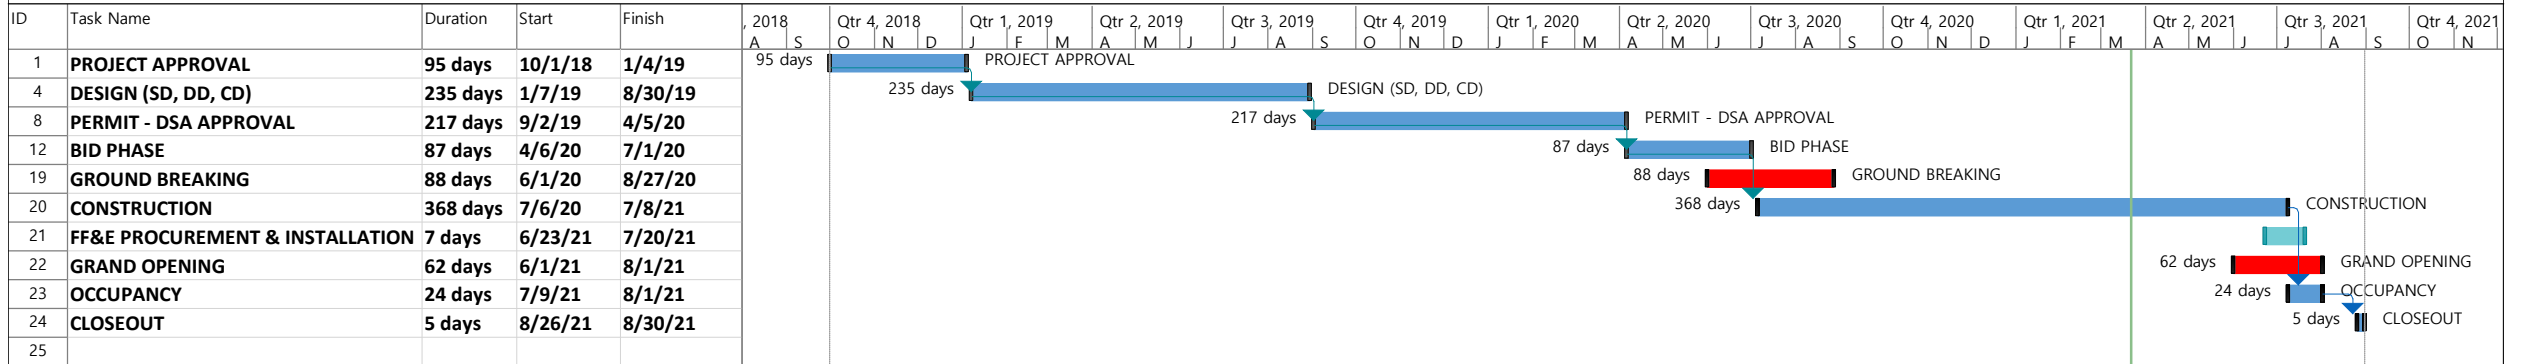 ID Task Name Duration Start Finish , 2018 Qtr 4, 2018 Qtr 1, 2019 Qtr 2, 2019 Qtr 3, 2019 Qtr 4, 2019 Qtr 1, 2020 Qtr 2, 2020 Qtr 3, 2020 Qtr 4, 2020 Qtr 1, 2021 Qtr 2, 2021 Qtr 3, 2021 Qtr 4, 2021
A S O N D J F M A M J J A S O N D J F M A M J J A S O N D J F M A M J J A S O N
1 PROJECT APPROVAL 95 days 10/1/18 1/4/19 95 days PROJECT APPROVAL
4 DESIGN (SD, DD, CD) 235 days 1/7/19 8/30/19 235 days DESIGN (SD, DD, CD)
8 PERMIT - DSA APPROVAL 217 days 9/2/19 4/5/20 217 days PERMIT - DSA APPROVAL
12 BID PHASE 87 days 4/6/20 7/1/20 87 days BID PHASE
19 GROUND BREAKING 88 days 6/1/20 8/27/20 88 days GROUND BREAKING
20 CONSTRUCTION 368 days 7/6/20 7/8/21 368 days CONSTRUCTION
21 FF&E PROCUREMENT & INSTALLATION 7 days 6/23/21 7/20/21
22 GRAND OPENING 62 days 6/1/21 8/1/21 62 days GRAND OPENING
23 OCCUPANCY 24 days 7/9/21 8/1/21 24 days OCCUPANCY
24 CLOSEOUT 5 days 8/26/21 8/30/21 5 days CLOSEOUT
25